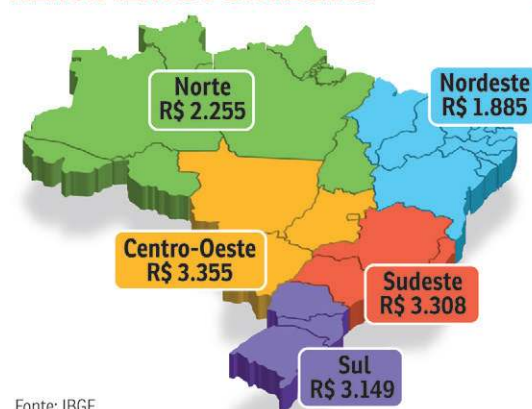 Norte
R$ 2.255
Nordeste
R$ 1.885
Centro-Oeste
R$ 3.355
Sudeste
R$ 3.308
Sul
R$ 3.149
Fonte: IBGE